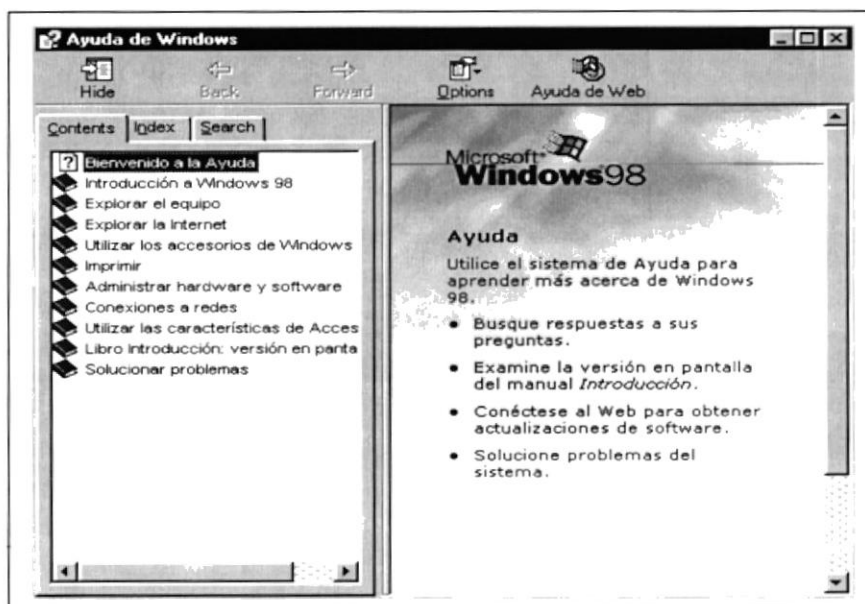 Ayuda de Windows
Hide Back Forward Options Ayuda de Web
Contents Index Search
Bienvenido a la Ayuda
Introducción a Windows 98
Explorar el equipo
Explorar la Internet
Utilizar los accesorios de Windows
Imprimir
Administrar hardware y software
Conexiones a redes
Utilizar las características de Acces
Libro Introducción: versión en panta
Solucionar problemas
Microsoft
Windows 98
Ayuda
Utilice el sistema de Ayuda para
aprender más acerca de Windows
98.
• Busque respuestas a sus
preguntas.
• Examine la versión en pantalla
del manual Introducción.
• Conéctese al Web para obtener
actualizaciones de software.
• Solucione problemas del
sistema.